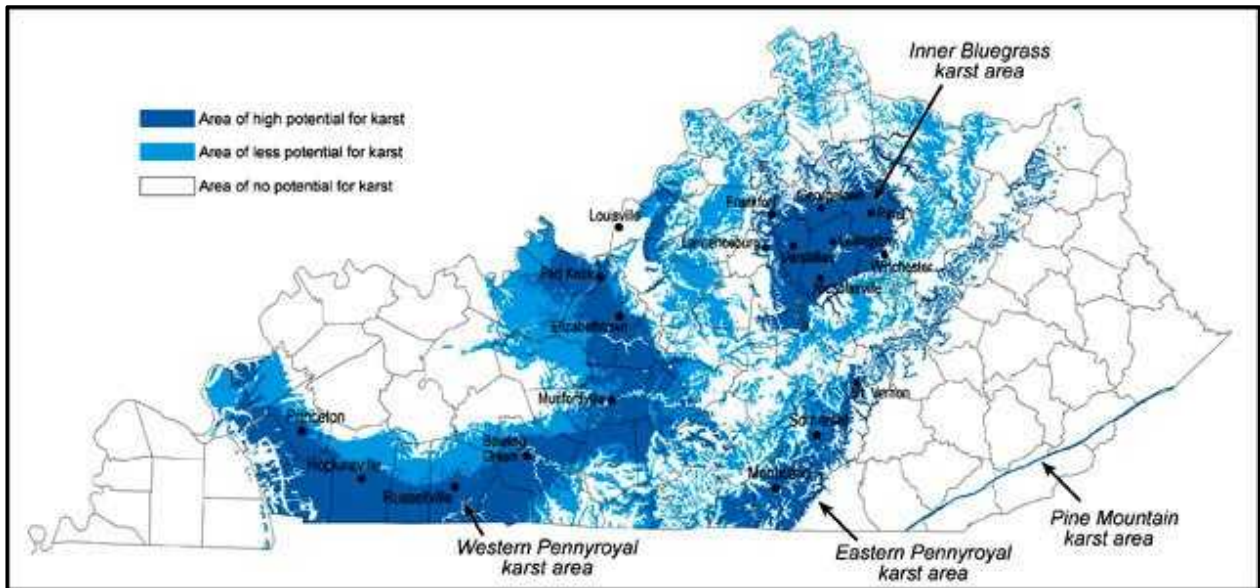 Inner Bluegrass
karst area
Area of high potential for karst
Area of less potential for karst
Area of no potential for karst
Louisville
Frankfort
Georgetown
Paris
Lawrenceburg
Versailles
Lexington
Winchester
Nicholasville
Elizabethtown
Munfordville
Mt. Vernon
Somerset
Princeton
Bowling
Green
Hopkinsville
Russellville
Monticello
Western Pennyroyal
karst area
Eastern Pennyroyal
karst area
Pine Mountain
karst area